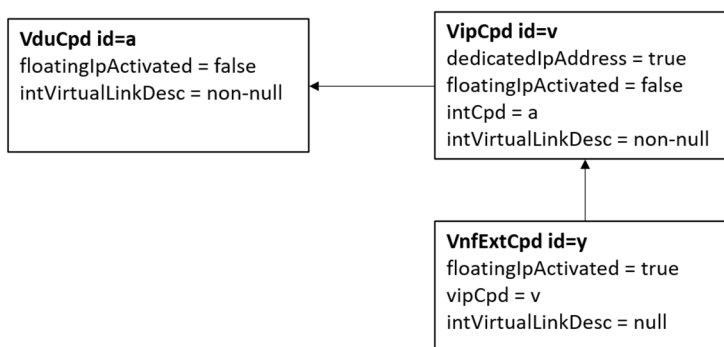 VduCpd id=a
floatingIpActivated = false
intVirtualLinkDesc = non-null
VipCpd id=v
dedicatedIpAddress = true
floatingIpActivated = false
intCpd = a
intVirtualLinkDesc = non-null
VnfExtCpd id=y
floatingIpActivated = true
vipCpd = v
intVirtualLinkDesc = null